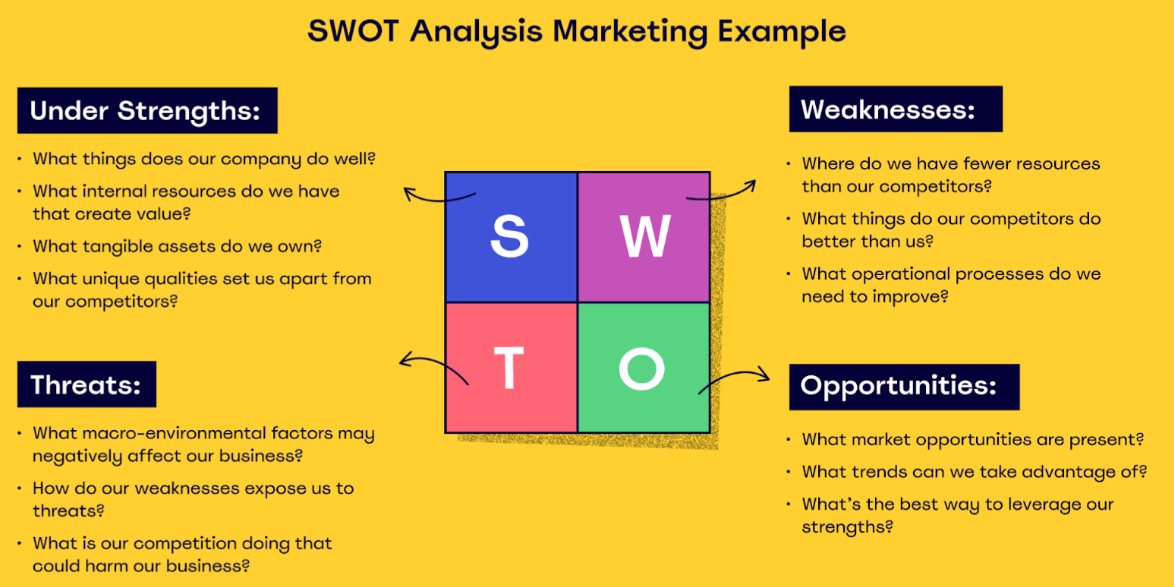 SWOT Analysis Marketing Example
Under Strengths:
• What things does our company do well?
• What internal resources do we have
that create value?
• What tangible assets do we own?
• What unique qualities set us apart from
our competitors?
Weaknesses:
• Where do we have fewer resources
than our competitors?
• What things do our competitors do
better than us?
• What operational processes do we
need to improve?
S
W
T
O
Threats:
• What macro-environmental factors may
negatively affect our business?
• How do our weaknesses expose us to
threats?
• What is our competition doing that
could harm our business?
Opportunities:
• What market opportunities are present?
• What trends can we take advantage of?
• What's the best way to leverage our
strengths?